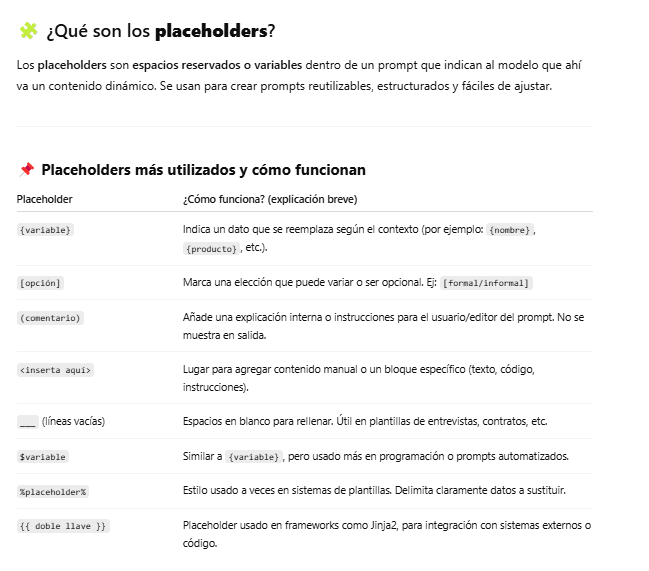 ¿Qué son los placeholders?
Los placeholders son espacios reservados o variables dentro de un prompt que indican al modelo que ahí
va un contenido dinámico. Se usan para crear prompts reutilizables, estructurados y fáciles de ajustar.
Placeholders más utilizados y cómo funcionan
Placeholder ¿Cómo funciona? (explicación breve)
{variable} Indica un dato que se reemplaza según el contexto (por ejemplo: {nombre},
{producto}, etc.).
[opción] Marca una elección que puede variar o ser opcional. Ej: [formal/informal]
(comentario) Añade una explicación interna o instrucciones para el usuario/editor del prompt. No se
muestra en salida.
<inserta aquí> Lugar para agregar contenido manual o un bloque específico (texto, código,
instrucciones).
___ (líneas vacías) Espacios en blanco para rellenar. Útil en plantillas de entrevistas, contratos, etc.
$variable Similar a {variable}, pero usado más en programación o prompts automatizados.
%placeholder% Estilo usado a veces en sistemas de plantillas. Delimita claramente datos a sustituir.
{{ doble llave }} Placeholder usado en frameworks como Jinja2, para integración con sistemas externos o
código.